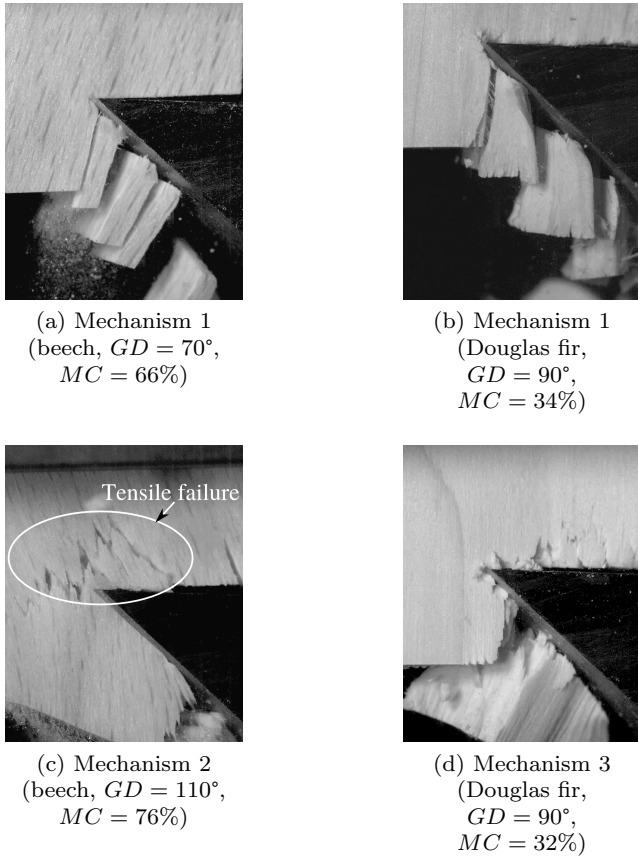 (a) Mechanism 1
(beech, GD = 70°,
MC = 66%)
(b) Mechanism 1
(Douglas fir,
GD = 90°,
MC = 34%)
Tensile failure
(c) Mechanism 2
(beech, GD = 110°,
MC = 76%)
(d) Mechanism 3
(Douglas fir,
GD = 90°,
MC = 32%)